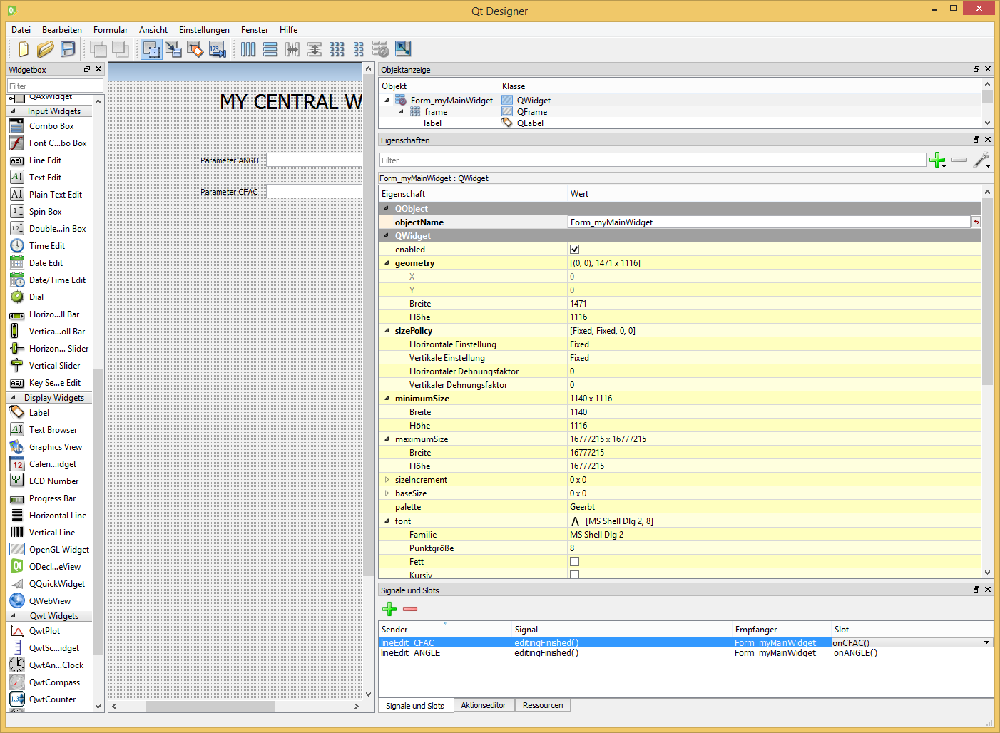 Qt Designer
Datei Bearbeiten Formular Ansicht Einstellungen Fenster Hilfe
Widgetbox
Filter
QAxWidget
Input Widgets
Combo Box
Font C...bo Box
Line Edit
Text Edit
Plain Text Edit
Spin Box
Double...in Box
Time Edit
Date Edit
Date/Time Edit
Dial
Horizo...ll Bar
Vertica...oll Bar
Horizon... Slider
Vertical Slider
Key Se...e Edit
Display Widgets
Label
Text Browser
Graphics View
Calen...idget
LCD Number
Progress Bar
Horizontal Line
Vertical Line
OpenGL Widget
QDecl...eView
QQuickWidget
QWebView
Qwt Widgets
QwtPlot
QwtSc...idget
QwtAn...Clock
QwtCompass
QwtCounter
MY CENTRAL W
Parameter ANGLE
Parameter CFAC
Objektanzeige
Objekt Klasse
Form_myMainWidget QWidget
frame QFrame
label QLabel
Eigenschaften
Filter
Form_myMainWidget : QWidget
Eigenschaft Wert
QObject
objectName Form_myMainWidget
QWidget
enabled
geometry [(0, 0), 1471 x 1116]
X 0
Y 0
Breite 1471
Höhe 1116
sizePolicy [Fixed, Fixed, 0, 0]
Horizontale Einstellung Fixed
Vertikale Einstellung Fixed
Horizontaler Dehnungsfaktor 0
Vertikaler Dehnungsfaktor 0
minimumSize 1140 x 1116
Breite 1140
Höhe 1116
maximumSize 16777215 x 16777215
Breite 16777215
Höhe 16777215
sizeIncrement 0 x 0
baseSize 0 x 0
palette Geerbt
font A [MS Shell Dlg 2, 8]
Familie MS Shell Dlg 2
Punktgröße 8
Fett
Kursiv
Signale und Slots
Sender Signal Empfänger Slot
lineEdit_CFAC editingFinished() Form_myMainWidget onCFAC()
lineEdit_ANGLE editingFinished() Form_myMainWidget onANGLE()
Signale und Slots Aktionseditor Ressourcen